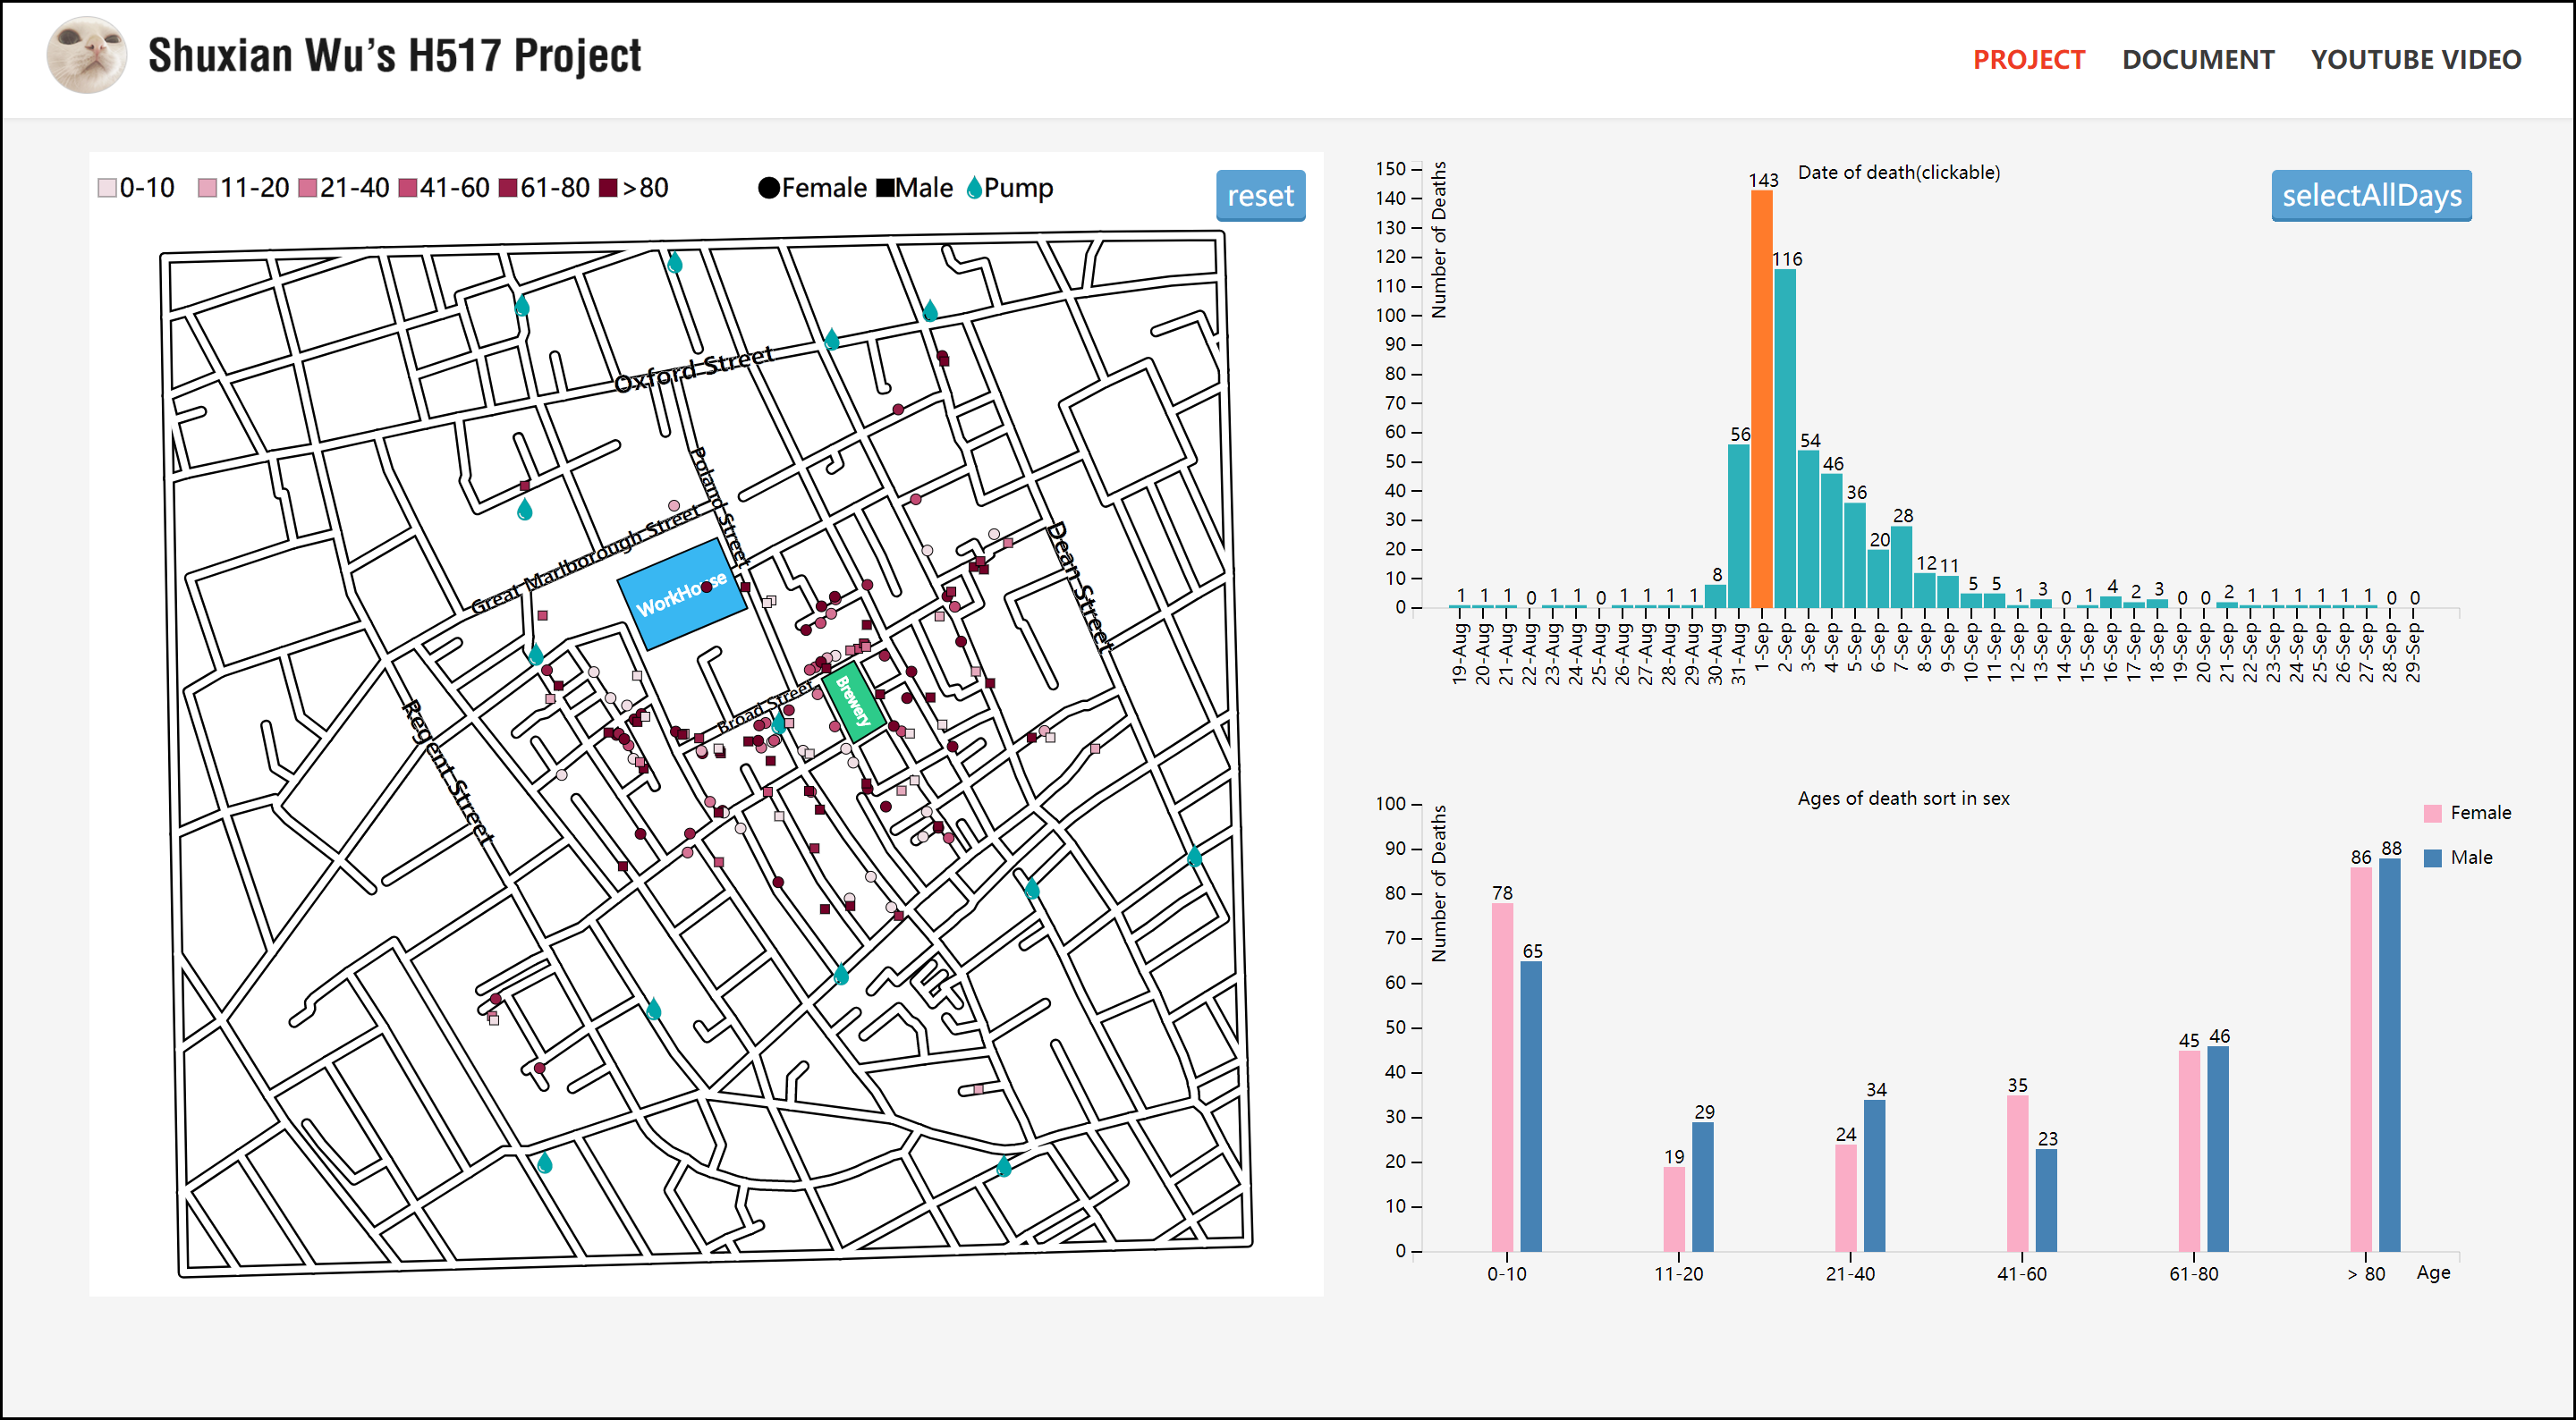 Shuxian Wu's H517 Project
PROJECT DOCUMENT YOUTUBE VIDEO
0-10 11-20 21-40 41-60 61-80 >80 Female Male Pump
reset
Oxford Street
Poland Street
Great Marlborough Street
WorkHouse
Dean Street
Broad Street
Brewery
Regent Street
Date of death(clickable)
selectAllDays
Number of Deaths
150
140
130
120
110
100
90
80
70
60
50
40
30
20
10
0
1 1 1 0 1 1 0 1 1 1 1 8 56 143 116 54 46 36 20 28 12 11 5 5 1 3 0 1 4 2 3 0 0 2 1 1 1 1 1 1 0 0
19-Aug 20-Aug 21-Aug 22-Aug 23-Aug 24-Aug 25-Aug 26-Aug 27-Aug 28-Aug 29-Aug 30-Aug 31-Aug 1-Sep 2-Sep 3-Sep 4-Sep 5-Sep 6-Sep 7-Sep 8-Sep 9-Sep 10-Sep 11-Sep 12-Sep 13-Sep 14-Sep 15-Sep 16-Sep 17-Sep 18-Sep 19-Sep 20-Sep 21-Sep 22-Sep 23-Sep 24-Sep 25-Sep 26-Sep 27-Sep 28-Sep 29-Sep
Ages of death sort in sex
Female
Male
Number of Deaths
100
90
80
70
60
50
40
30
20
10
0
78 65 19 29 24 34 35 23 45 46 86 88
0-10 11-20 21-40 41-60 61-80 > 80 Age